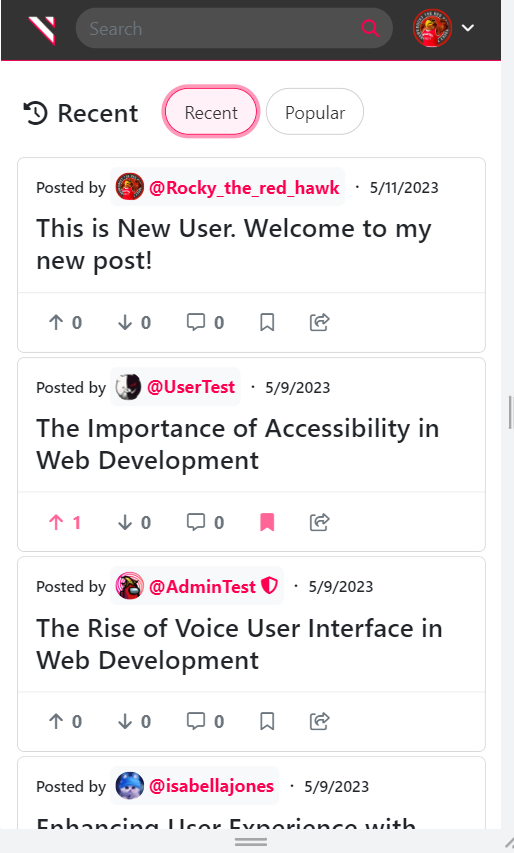 Search
Recent
Recent
Popular
Posted by @Rocky_the_red_hawk · 5/11/2023
This is New User. Welcome to my
new post!
0 0 0
Posted by @UserTest · 5/9/2023
The Importance of Accessibility in
Web Development
1 0 0
Posted by @AdminTest · 5/9/2023
The Rise of Voice User Interface in
Web Development
0 0 0
Posted by @isabellajones · 5/9/2023
Enhancing User Experience with